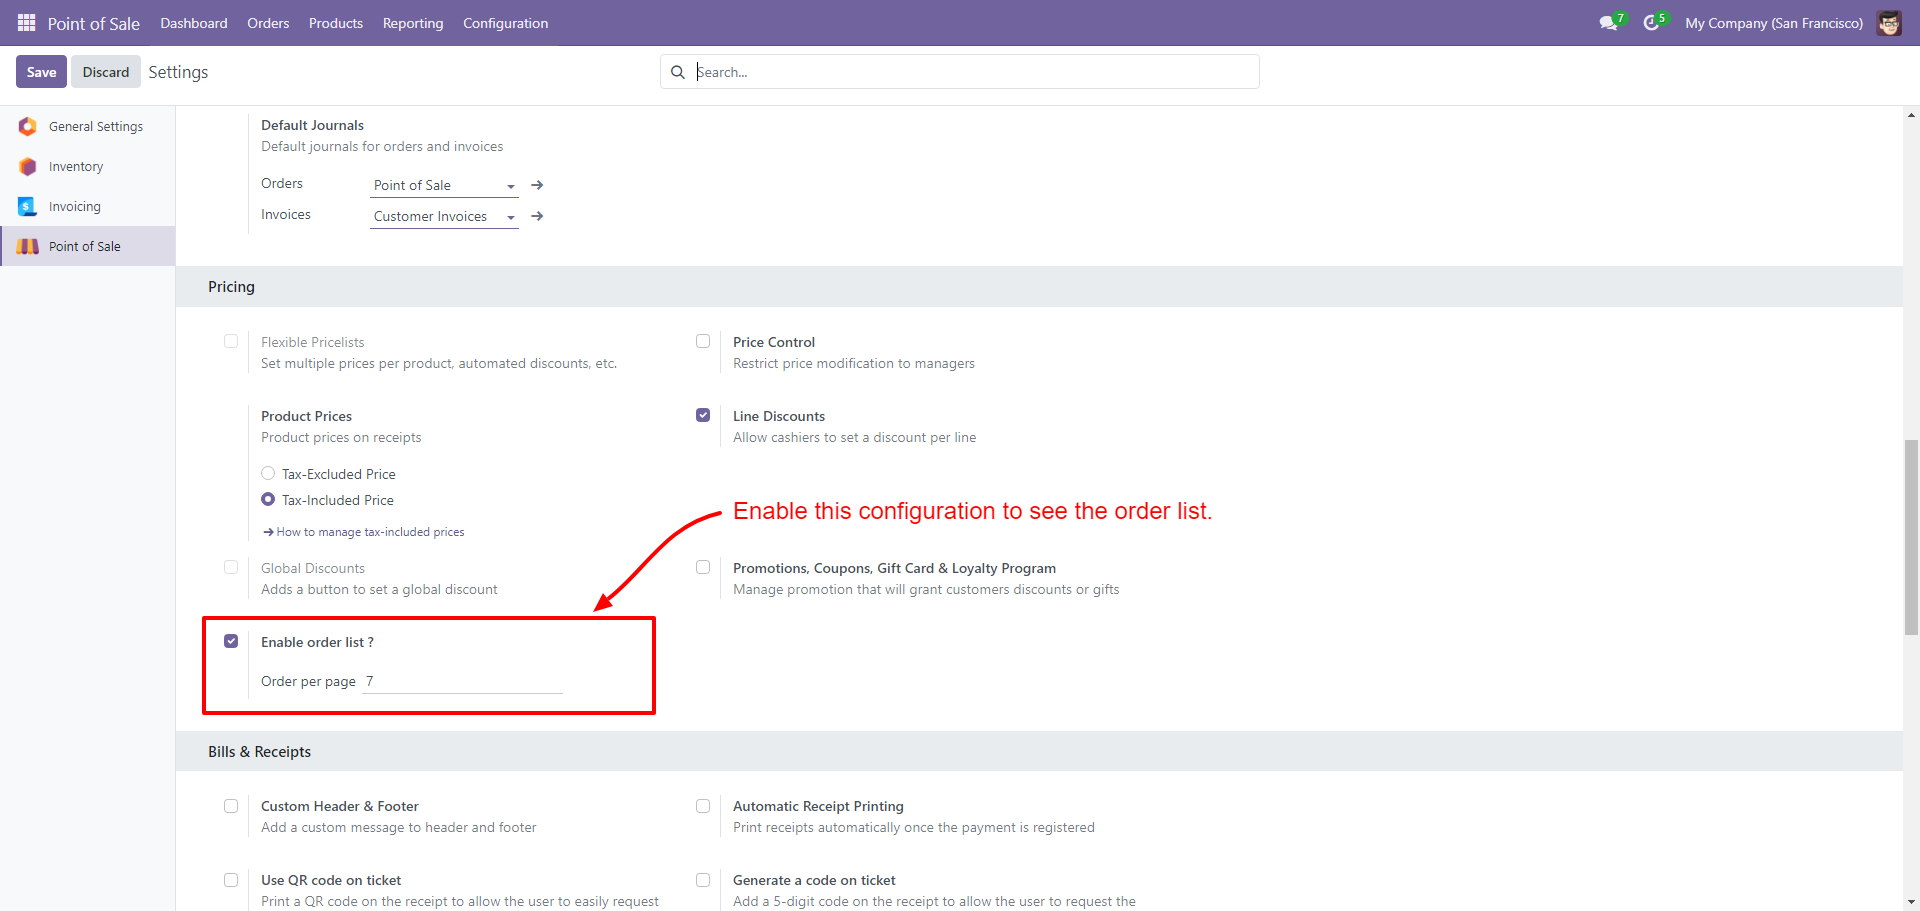 Point of Sale Dashboard Orders Products Reporting Configuration 7 5 My Company (San Francisco)
Save Discard Settings Search...
General Settings
Inventory
$ Invoicing
Point of Sale
Default Journals
Default journals for orders and invoices
Orders Point of Sale
Invoices Customer Invoices
Pricing
Flexible Pricelists
Set multiple prices per product, automated discounts, etc.
Price Control
Restrict price modification to managers
Product Prices
Product prices on receipts
Tax-Excluded Price
Tax-Included Price
How to manage tax-included prices
Line Discounts
Allow cashiers to set a discount per line
Enable this configuration to see the order list.
Global Discounts
Adds a button to set a global discount
Promotions, Coupons, Gift Card & Loyalty Program
Manage promotion that will grant customers discounts or gifts
Enable order list ?
Order per page 7
Bills & Receipts
Custom Header & Footer
Add a custom message to header and footer
Automatic Receipt Printing
Print receipts automatically once the payment is registered
Use QR code on ticket
Print a QR code on the receipt to allow the user to easily request
Generate a code on ticket
Add a 5-digit code on the receipt to allow the user to request the